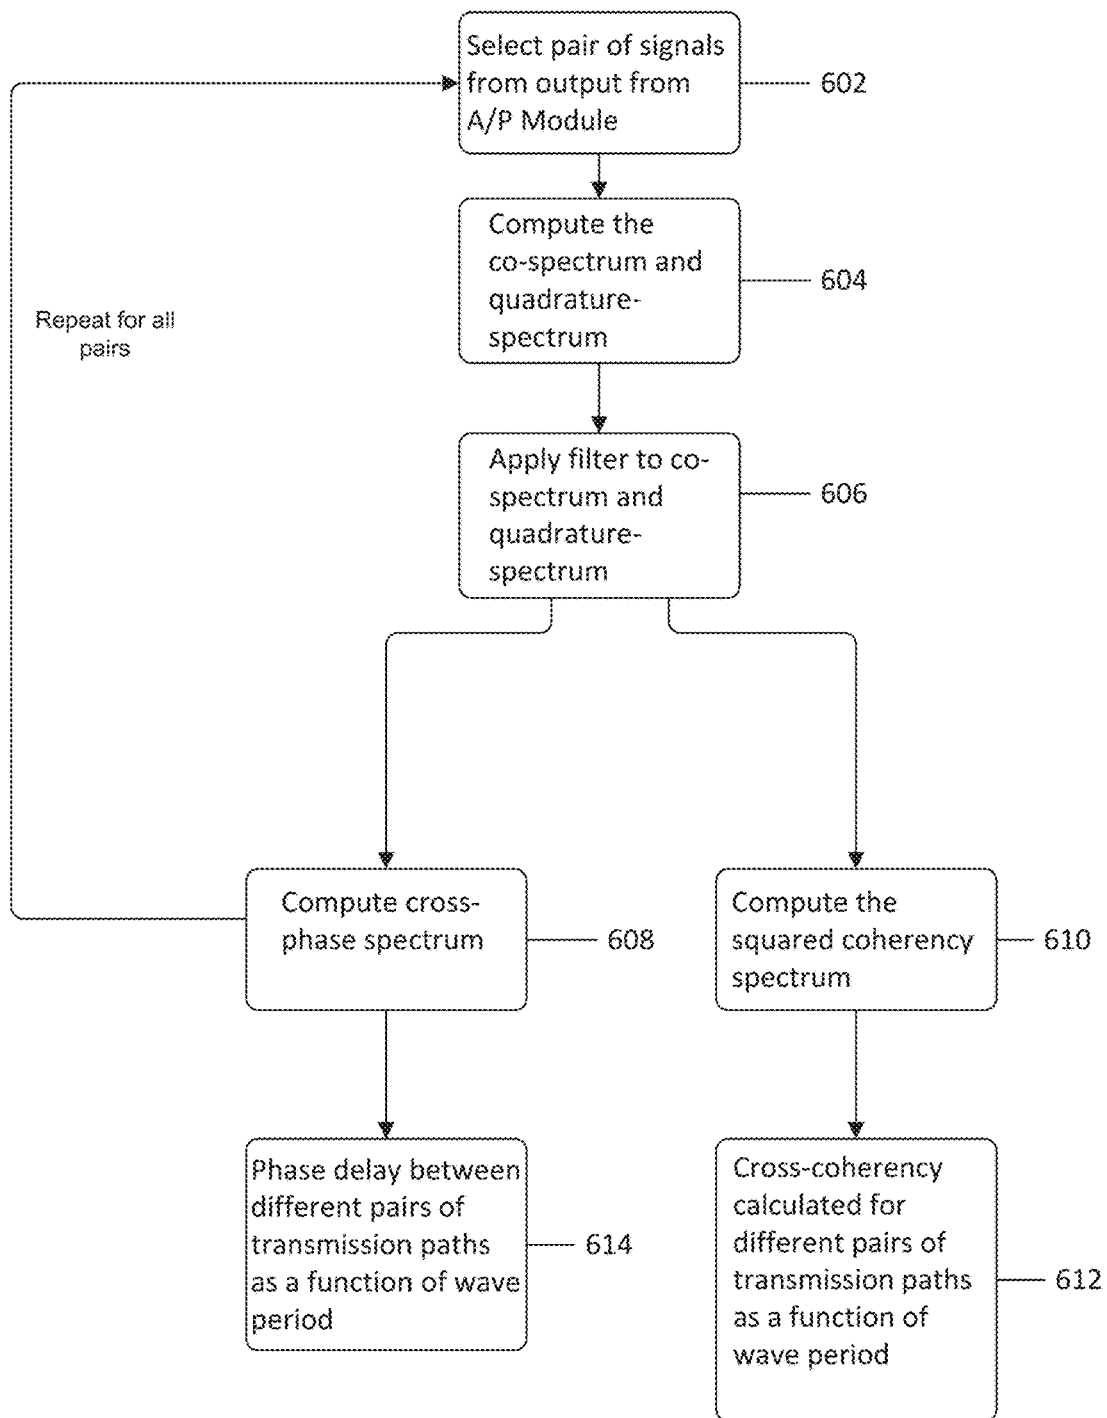 Select pair of signals
from output from
A/P Module
602
Compute the
co-spectrum and
quadrature-
spectrum
604
Repeat for all
pairs
Apply filter to co-
spectrum and
quadrature-
spectrum
606
Compute cross-
phase spectrum
608
Compute the
squared coherency
spectrum
610
Phase delay between
different pairs of
transmission paths
as a function of wave
period
614
Cross-coherency
calculated for
different pairs of
transmission paths
as a function of
wave period
612